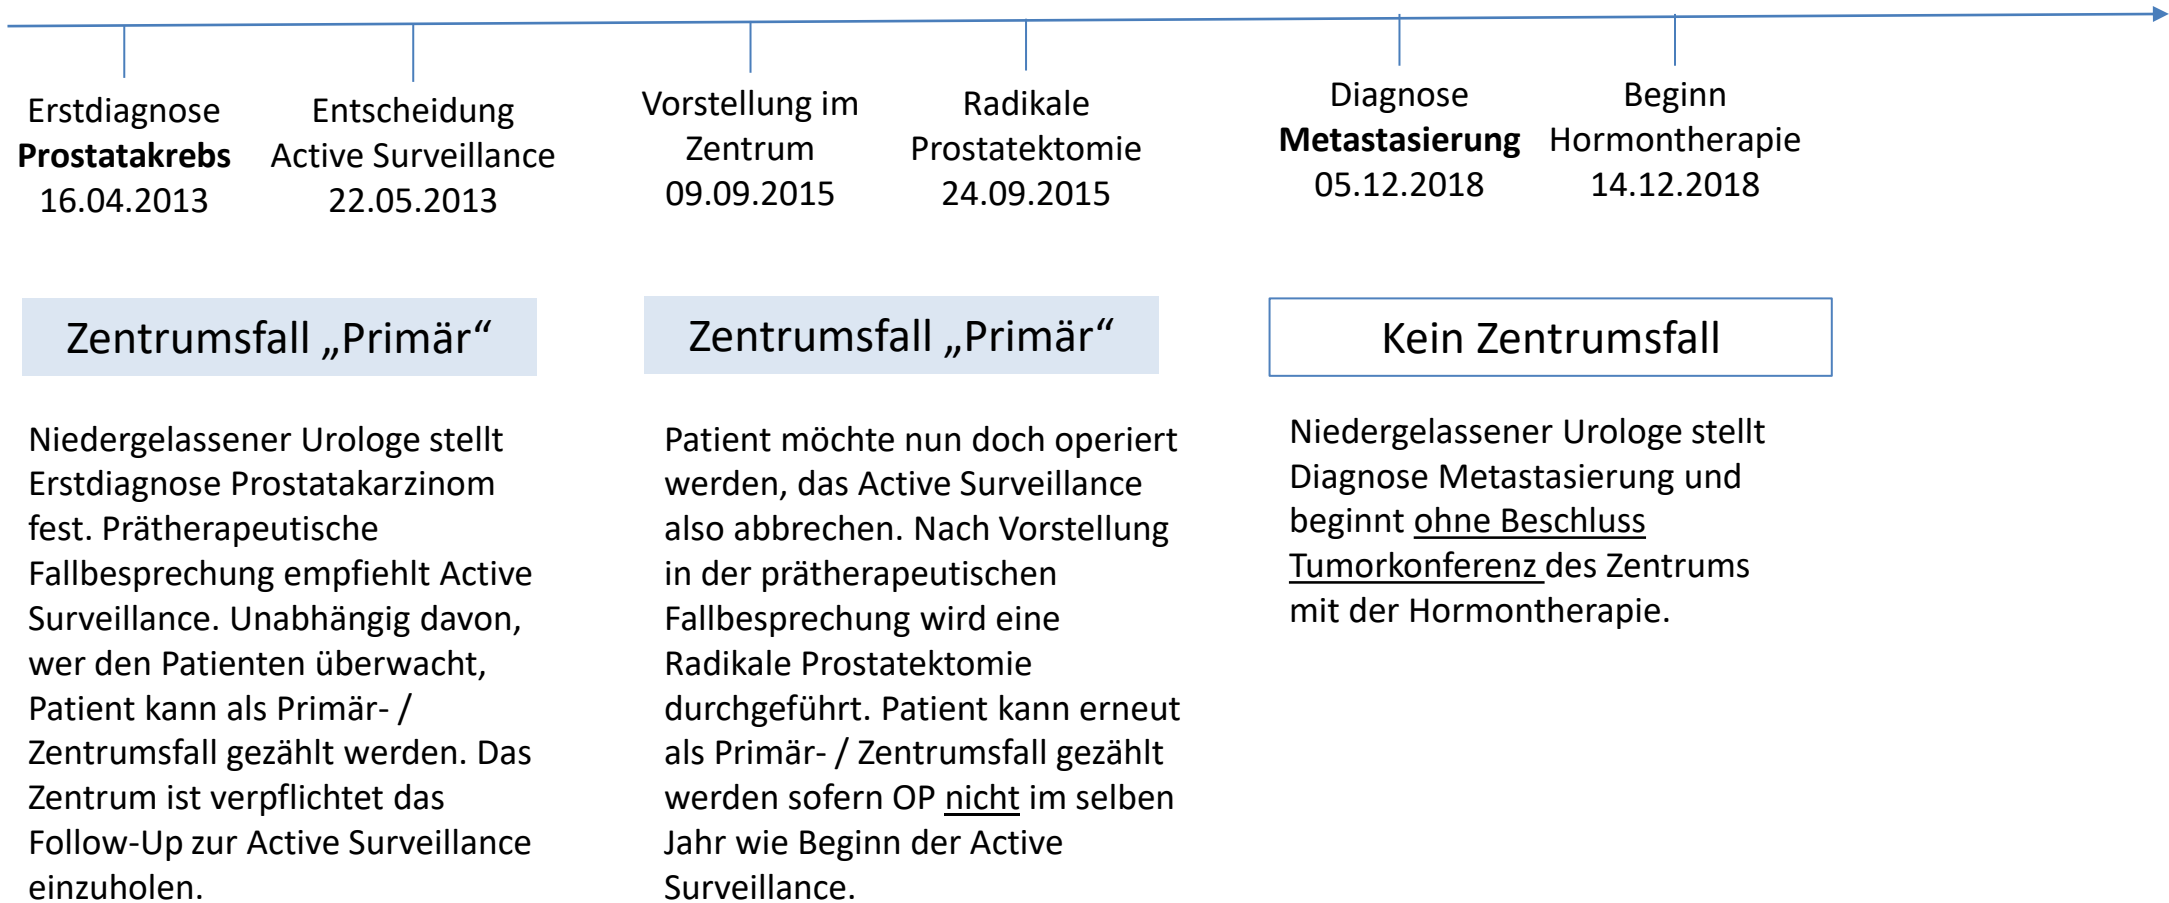 Erstdiagnose
Prostatakrebs
16.04.2013
Entscheidung
Active Surveillance
22.05.2013
Vorstellung im
Zentrum
09.09.2015
Radikale
Prostatektomie
24.09.2015
Diagnose
Metastasierung
05.12.2018
Beginn
Hormontherapie
14.12.2018
Zentrumsfall „Primär“
Niedergelassener Urologe stellt
Erstdiagnose Prostatakarzinom
fest. Prätherapeutische
Fallbesprechung empfiehlt Active
Surveillance. Unabhängig davon,
wer den Patienten überwacht,
Patient kann als Primär- /
Zentrumsfall gezählt werden. Das
Zentrum ist verpflichtet das
Follow-Up zur Active Surveillance
einzuholen.
Zentrumsfall „Primär“
Patient möchte nun doch operiert
werden, das Active Surveillance
also abbrechen. Nach Vorstellung
in der prätherapeutischen
Fallbesprechung wird eine
Radikale Prostatektomie
durchgeführt. Patient kann erneut
als Primär- / Zentrumsfall gezählt
werden sofern OP nicht im selben
Jahr wie Beginn der Active
Surveillance.
Kein Zentrumsfall
Niedergelassener Urologe stellt
Diagnose Metastasierung und
beginnt ohne Beschluss
Tumorkonferenz des Zentrums
mit der Hormontherapie.